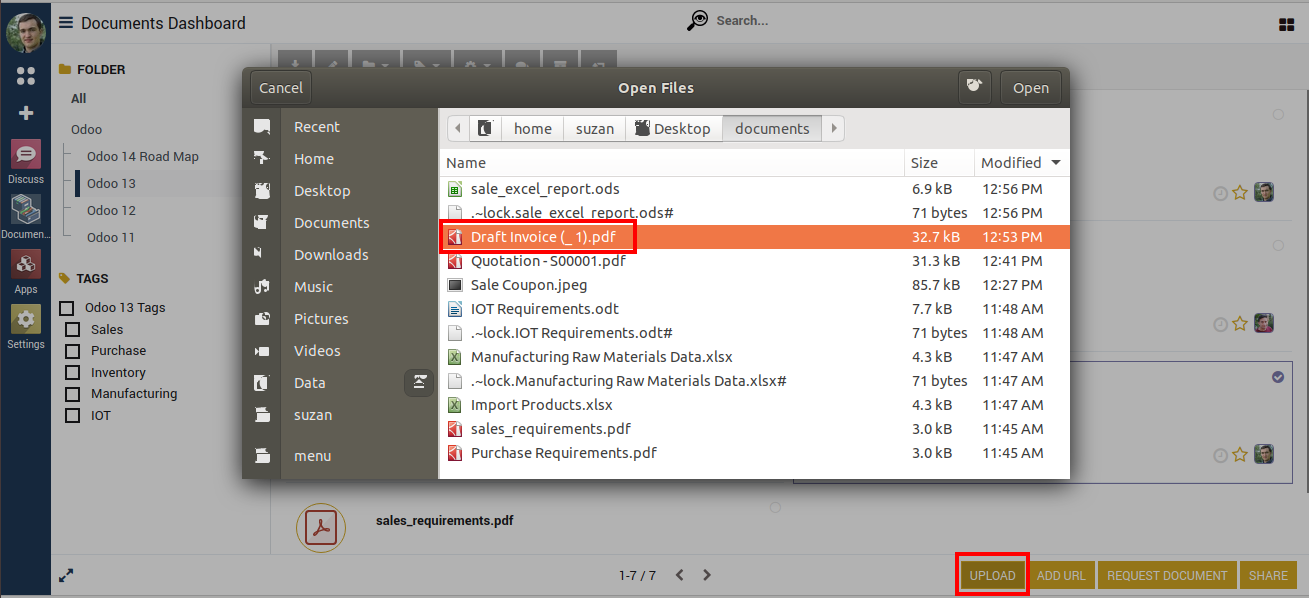 Documents Dashboard
Search...
FOLDER
All
Odoo
Odoo 14 Road Map
Odoo 13
Odoo 12
Odoo 11
TAGS
Odoo 13 Tags
Sales
Purchase
Inventory
Manufacturing
IOT
Discuss
Documen...
Apps
Settings
Cancel
Open Files
Open
Recent
Home
Desktop
Documents
Downloads
Music
Pictures
Videos
Data
suzan
menu
home suzan Desktop documents
Name Size Modified
sale_excel_report.ods 6.9 kB 12:56 PM
.~lock.sale_excel_report.ods# 71 bytes 12:56 PM
Draft Invoice (_ 1).pdf 32.7 kB 12:53 PM
Quotation - S00001.pdf 31.3 kB 12:41 PM
Sale Coupon.jpeg 85.7 kB 12:27 PM
IOT Requirements.odt 7.7 kB 11:48 AM
.~lock.IOT Requirements.odt# 71 bytes 11:48 AM
Manufacturing Raw Materials Data.xlsx 4.3 kB 11:47 AM
.~lock.Manufacturing Raw Materials Data.xlsx# 71 bytes 11:47 AM
Import Products.xlsx 4.3 kB 11:47 AM
sales_requirements.pdf 3.0 kB 11:45 AM
Purchase Requirements.pdf 3.0 kB 11:45 AM
sales_requirements.pdf
1-7 / 7
UPLOAD
ADD URL
REQUEST DOCUMENT
SHARE